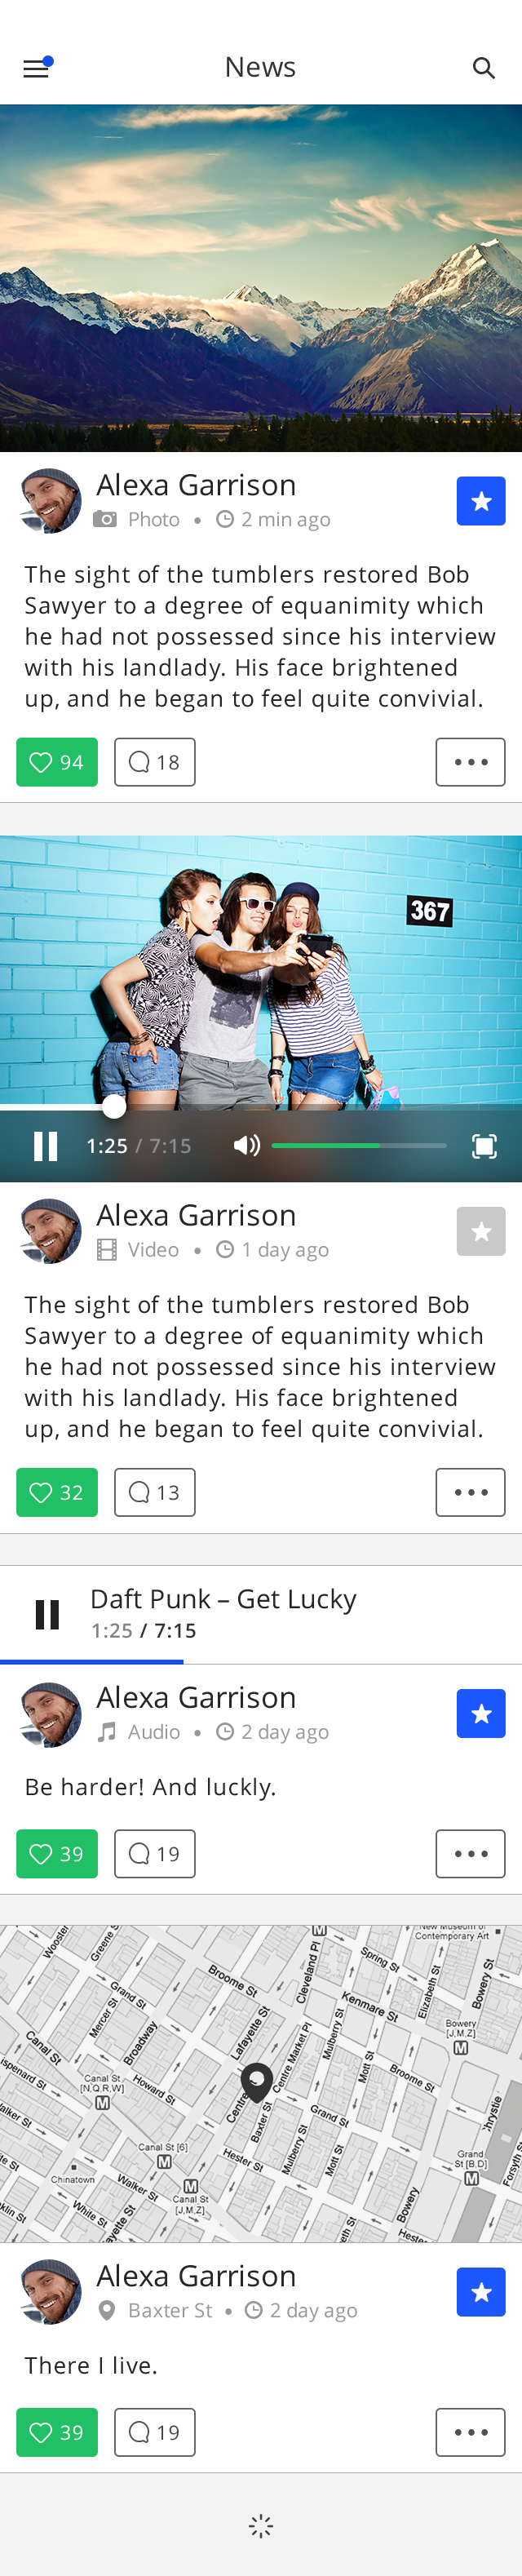 News
Alexa Garrison
Photo • 2 min ago
The sight of the tumblers restored Bob
Sawyer to a degree of equanimity which
he had not possessed since his interview
with his landlady. His face brightened
up, and he began to feel quite convivial.
94 18
367
1:25 / 7:15
Alexa Garrison
Video • 1 day ago
The sight of the tumblers restored Bob
Sawyer to a degree of equanimity which
he had not possessed since his interview
with his landlady. His face brightened
up, and he began to feel quite convivial.
32 13
Daft Punk – Get Lucky
1:25 / 7:15
Alexa Garrison
Audio • 2 day ago
Be harder! And luckly.
39 19
New Museum of
Contemporary Art
Wooster
Greene S
Cleveland Pl
Spring St
Elizabeth St
Bowery St
Broome St
Grand St
Mercer St
Broadway
Lafayette St
Kenmare St
Centre Market Pl
Mulberry St
Mott St
Bowery
[J,M,Z]
M
Canal St
Canal St
[N,Q,R,W]
M
Howard St
Broome St
Centre
Baxter St
Grand St
Mulberry St
Mott St
hrystie
Forsyth S
Grand
St [B,D]
M
Canal St [6]
M
Hester St
Chinatown
Walker St
M
Canal St
[J,M,Z]
White St
ayette St
Bowery
eth St
Hester
ispenard St
alker St
ie St
klin St
M
Alexa Garrison
Baxter St • 2 day ago
There I live.
39 19